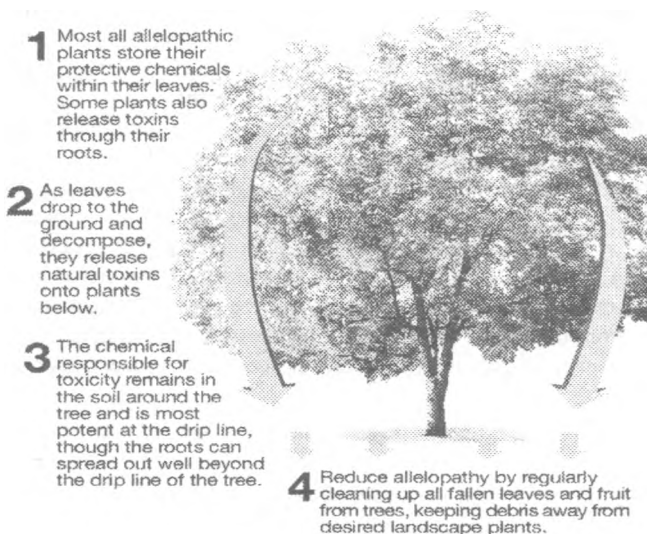 1 Most all allelopathic
plants store their
protective chemicals
within their leaves.
Some plants also
release toxins
through their
roots.
2 As leaves
drop to the
ground and
decompose,
they release
natural toxins
onto plants
below.
3 The chemical
responsible for
toxicity remains in
the soil around the
tree and is most
potent at the drip line,
though the roots can
spread out well beyond
the drip line of the tree.
4 Reduce allelopathy by regularly
cleaning up all fallen leaves and fruit
from trees, keeping debris away from
desired landscape plants.